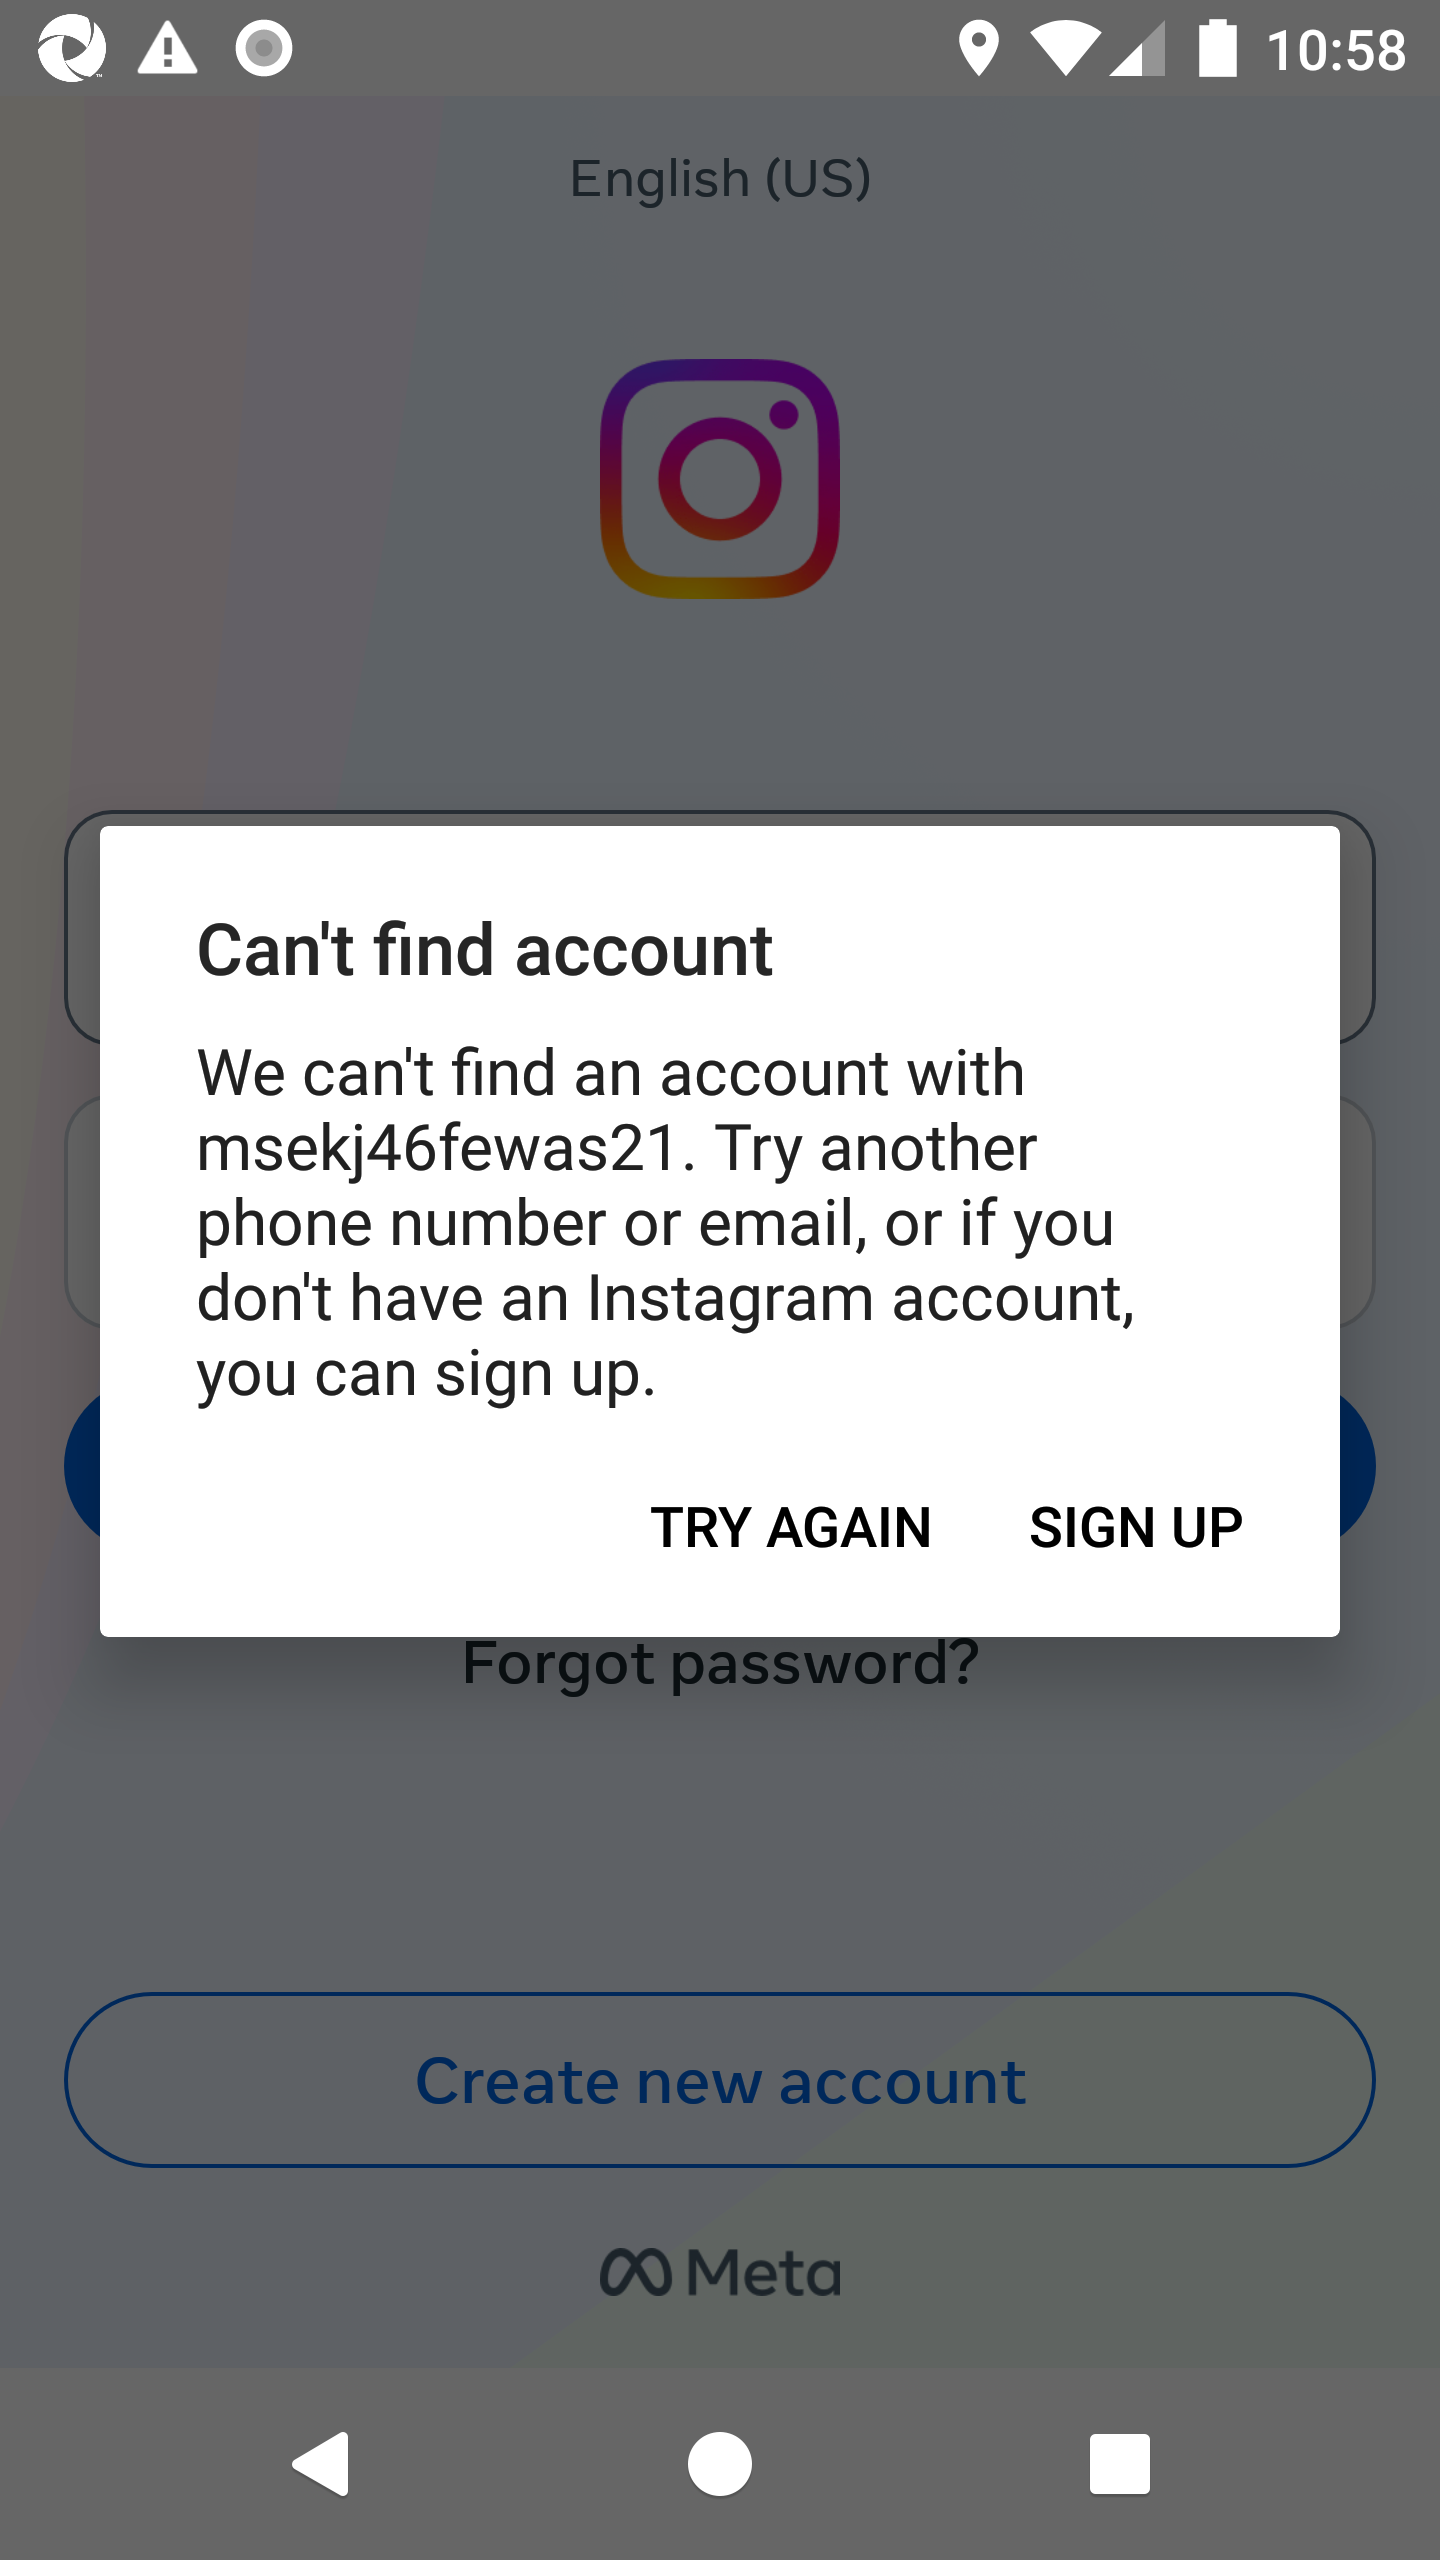 10:58
English (US)
Can't find account
We can't find an account with
msekj46fewas21. Try another
phone number or email, or if you
don't have an Instagram account,
you can sign up.
TRY AGAIN SIGN UP
Forgot password?
Create new account
Meta